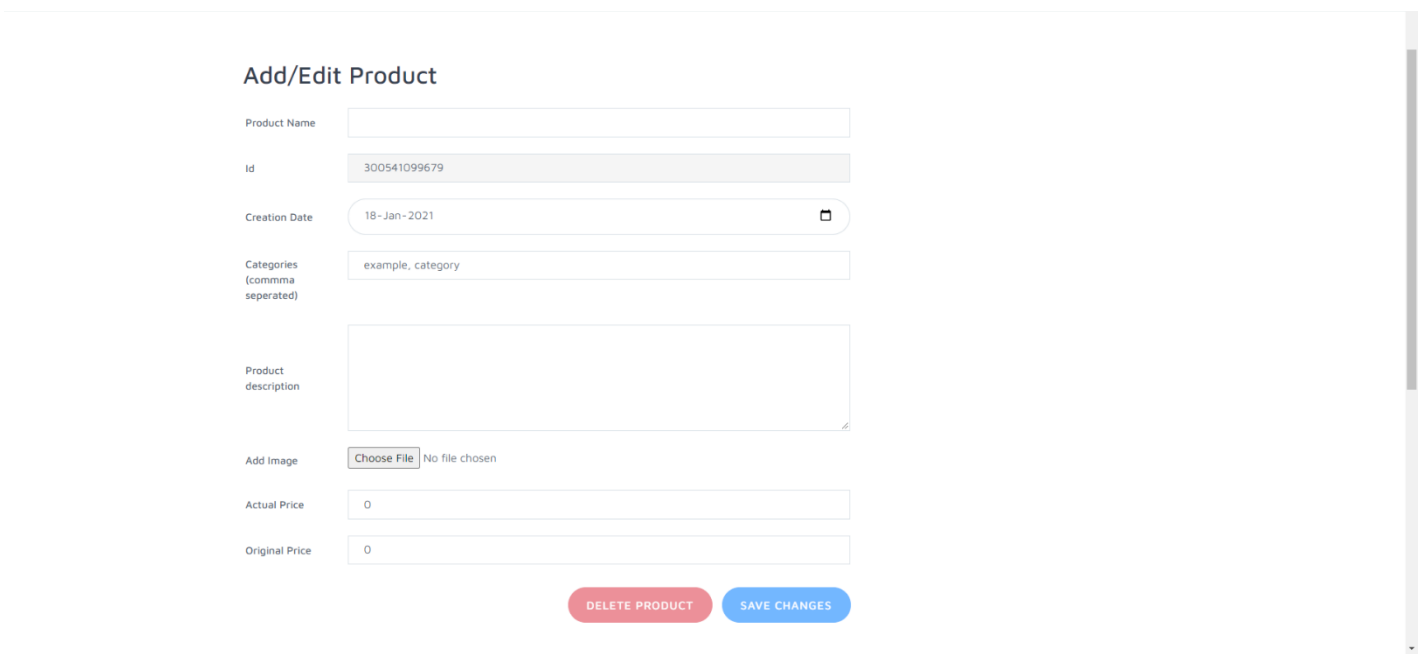 Add/Edit Product
Product Name
Id
300541099679
Creation Date
18-Jan-2021
Categories
(commma
seperated)
example, category
Product
description
Add Image
Choose File No file chosen
Actual Price
0
Original Price
0
DELETE PRODUCT
SAVE CHANGES